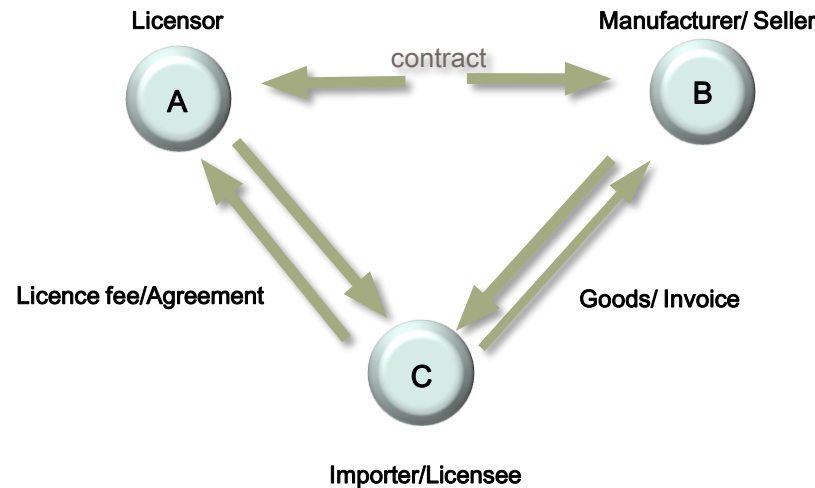 Licensor
Manufacturer/ Seller
contract
A
B
Licence fee/Agreement
Goods/ Invoice
C
Importer/Licensee